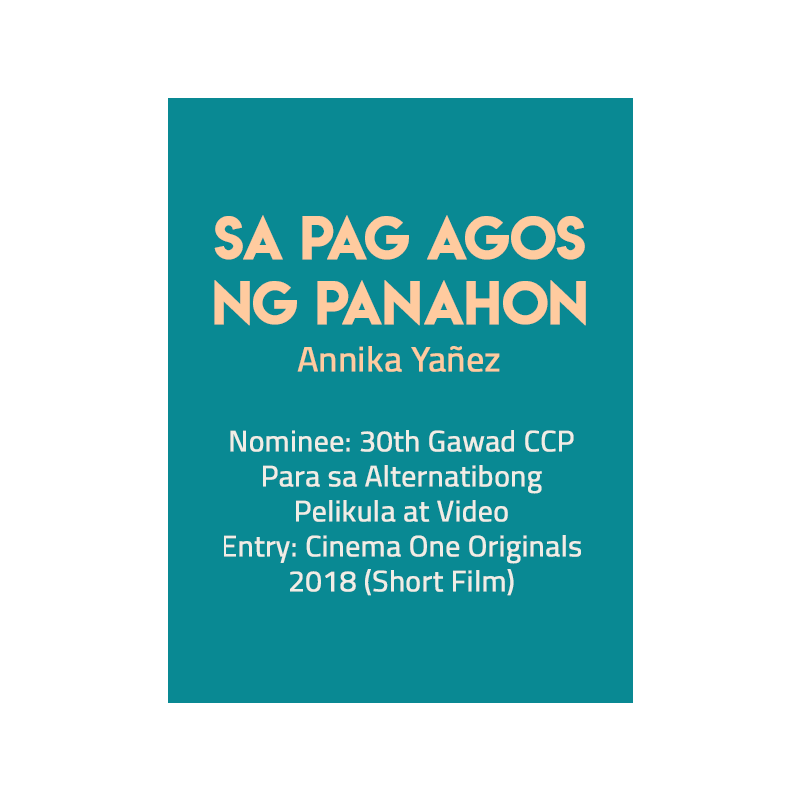 SA PAG AGOS
NG PANAHON
Annika Yañez
Nominee: 30th Gawad CCP
Para sa Alternatibong
Pelikula at Video
Entry: Cinema One Originals
2018 (Short Film)